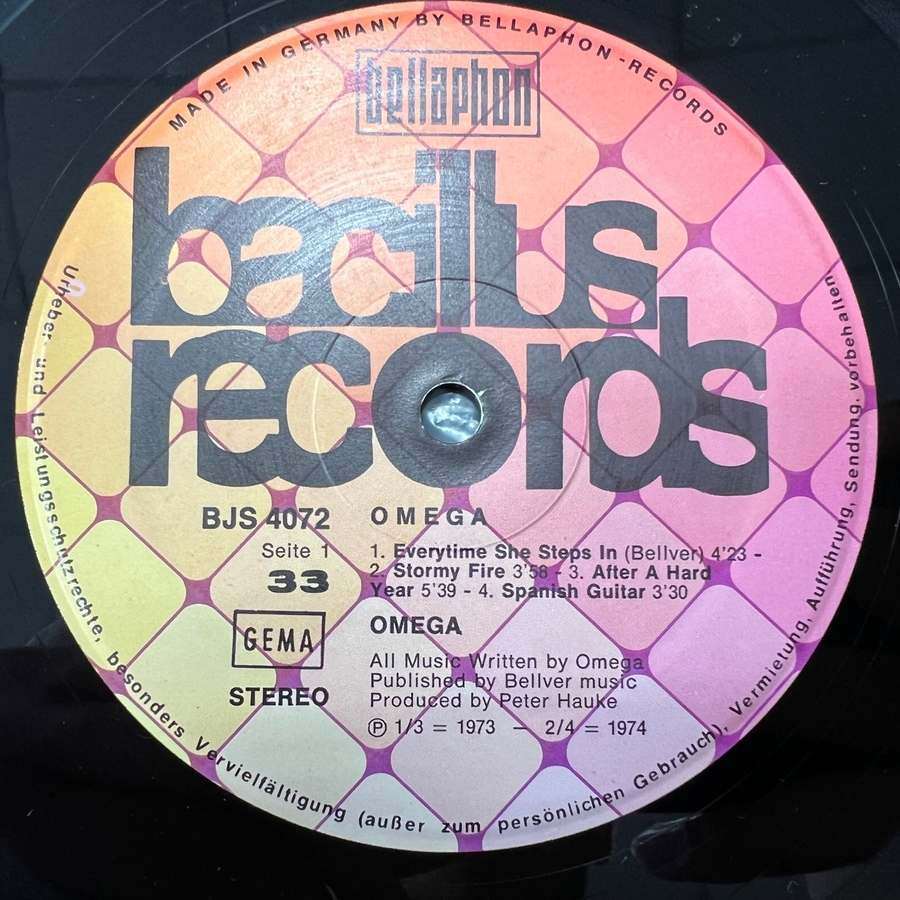 MADE IN GERMANY BY BELLAPHON-RECORDS
bellaphon
bacillus
records
BJS 4072
Seite 1
33
GEMA
STEREO
OMEGA
1. Everytime She Steps In (Bellver) 4'23 -
2. Stormy Fire 3'58 - 3. After A Hard
Year 5'39 - 4. Spanish Guitar 3'30
OMEGA
All Music Written by Omega
Published by Bellver music
Produced by Peter Hauke
℗ 1/3 = 1973 – 2/4 = 1974
Urheber und Leistungsschutzrechte, besonders Vervielfältigung (außer zum persönlichen Gebrauch), Vermietung, Aufführung, Sendung, vorbehalten